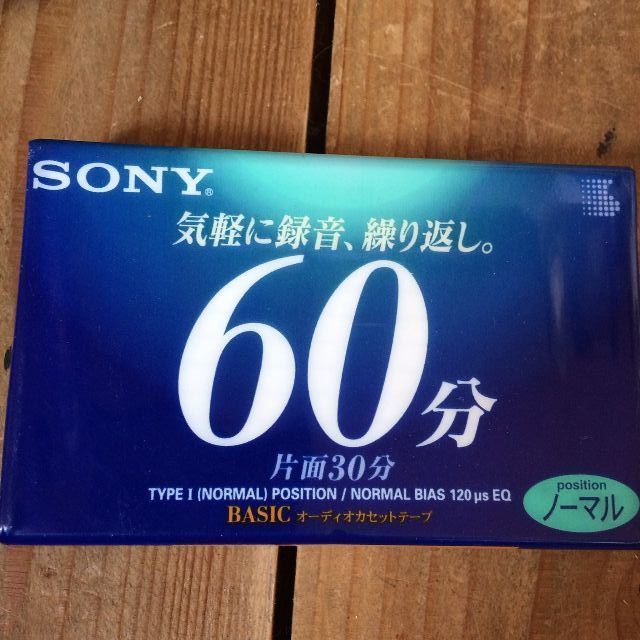 SONY®
気軽に録音、繰り返し。
60分
片面30分
TYPE I (NORMAL) POSITION / NORMAL BIAS 120 μs EQ
BASIC オーディオカセットテープ
position
ノーマル